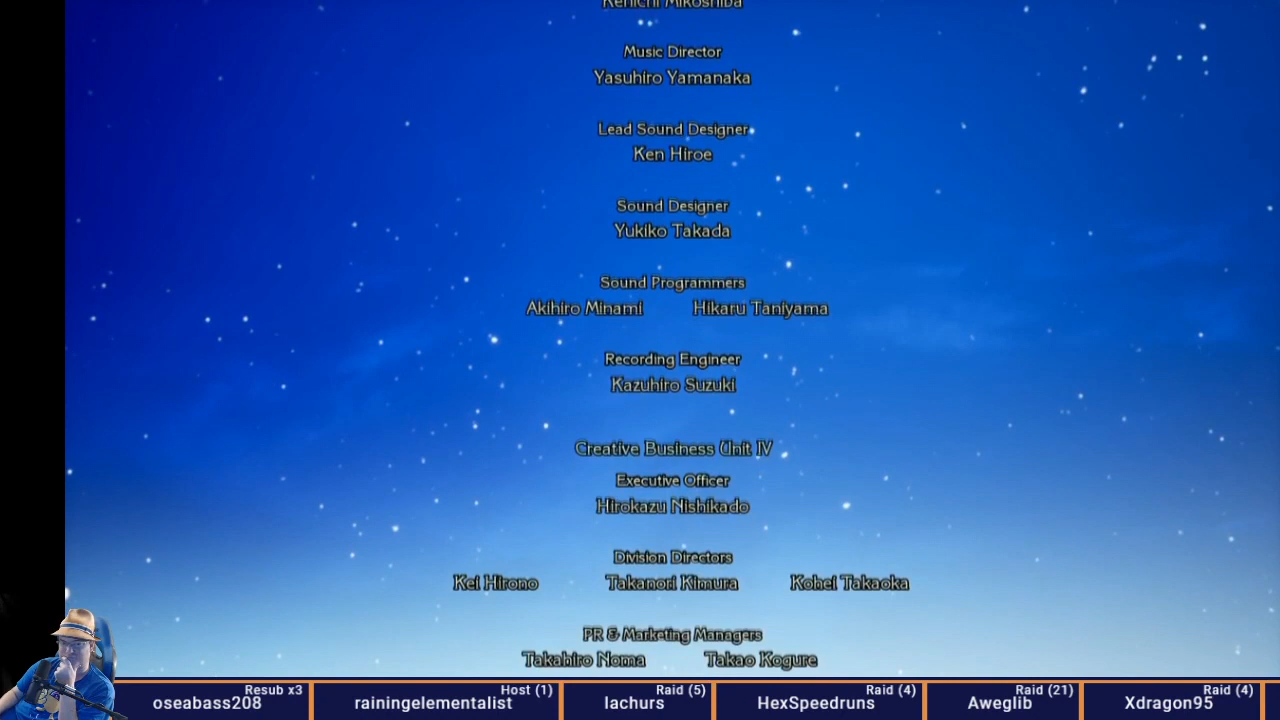 Kenichi Mikoshiba
Music Director
Yasuhiro Yamanaka
Lead Sound Designer
Ken Hiroe
Sound Designer
Yukiko Takada
Sound Programmers
Akihiro Minami Hikaru Taniyama
Recording Engineer
Kazuhiro Suzuki
Creative Business Unit IV
Executive Officer
Hirokazu Nishikado
Division Directors
Kei Hirono Takanori Kimura Kohei Takaoka
PR & Marketing Managers
Takahiro Noma Takao Kogure
Resub x3 Host (1) Raid (5) Raid (4) Raid (21) Raid (4)
oseabass208 rainingelementalist lachurs HexSpeedruns Aweglib Xdragon95